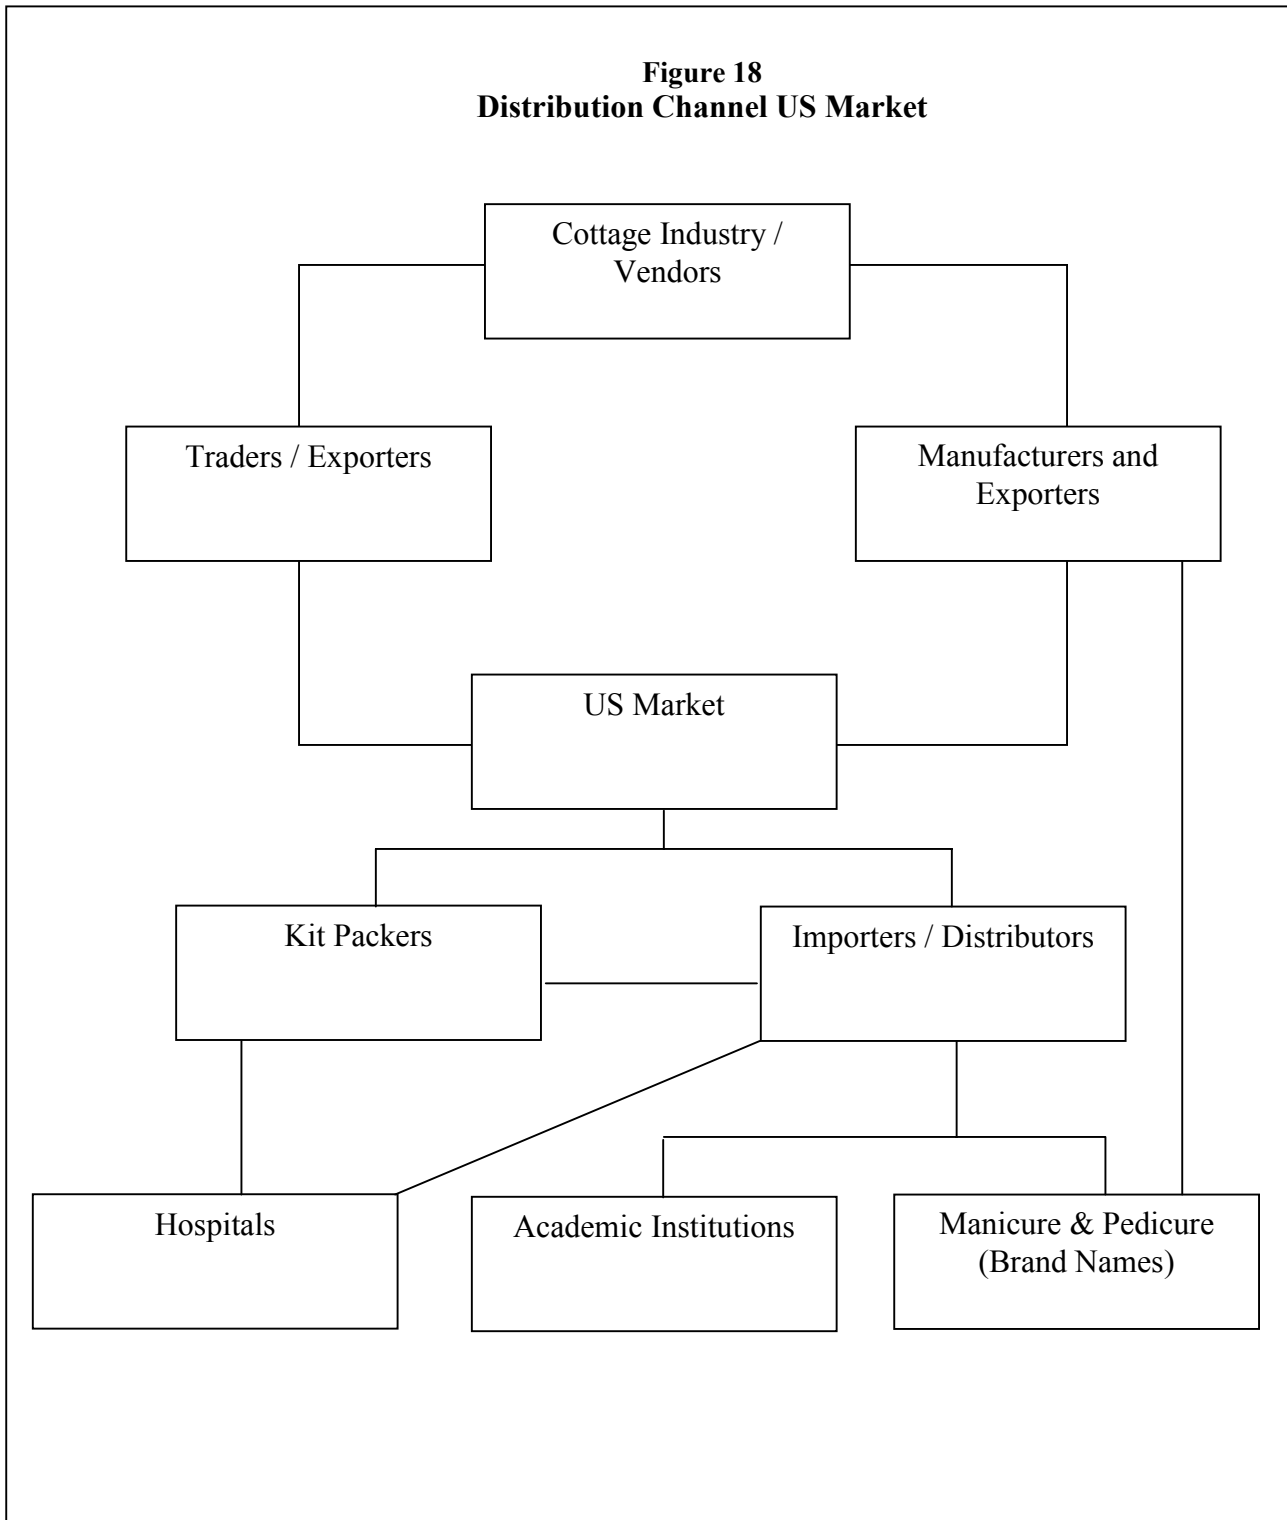 Figure 18
Distribution Channel US Market
Cottage Industry /
Vendors
Traders / Exporters
Manufacturers and
Exporters
US Market
Kit Packers
Importers / Distributors
Hospitals
Academic Institutions
Manicure & Pedicure
(Brand Names)